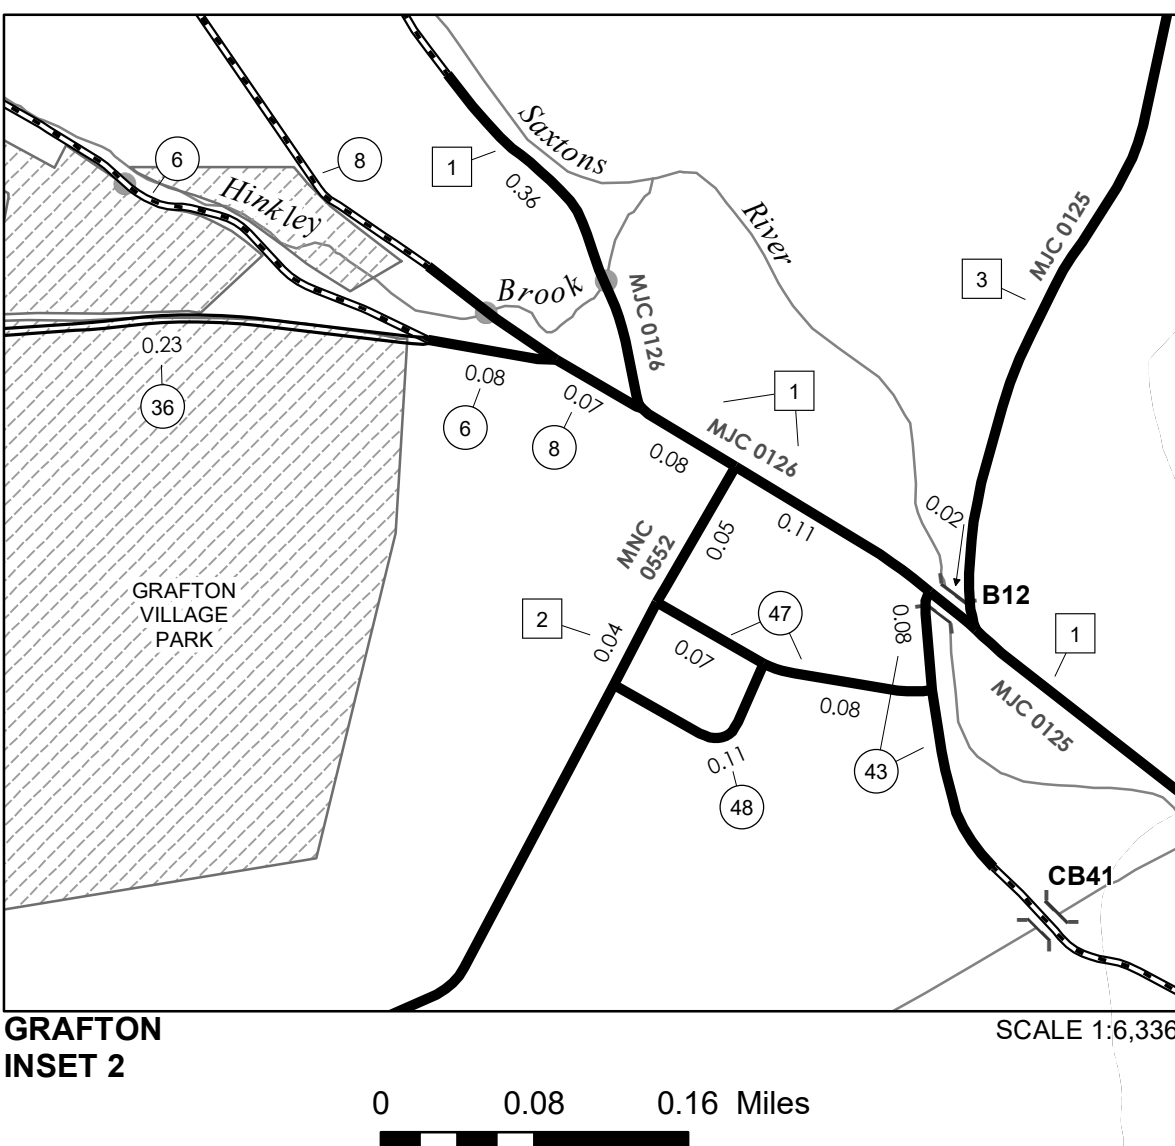 Saxtons
6
8
1
Hinkley
0.36
River
MJC 0125
3
Brook
MJC 0126
0.23
36
0.08
6
0.07
8
1
MJC 0126
0.08
0.11
0.02
MNC
0552
0.05
GRAFTON
VILLAGE
PARK
B12
2
0.04
47
0.08
1
0.07
0.08
MJC 0125
0.11
43
48
CB41
GRAFTON
INSET 2
SCALE 1:6,336
0 0.08 0.16 Miles